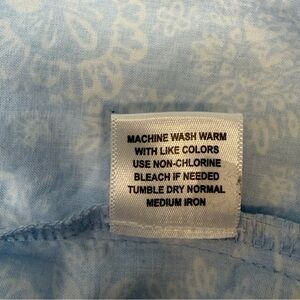 MACHINE WASH WARM
WITH LIKE COLORS
USE NON-CHLORINE
BLEACH IF NEEDED
TUMBLE DRY NORMAL
MEDIUM IRON